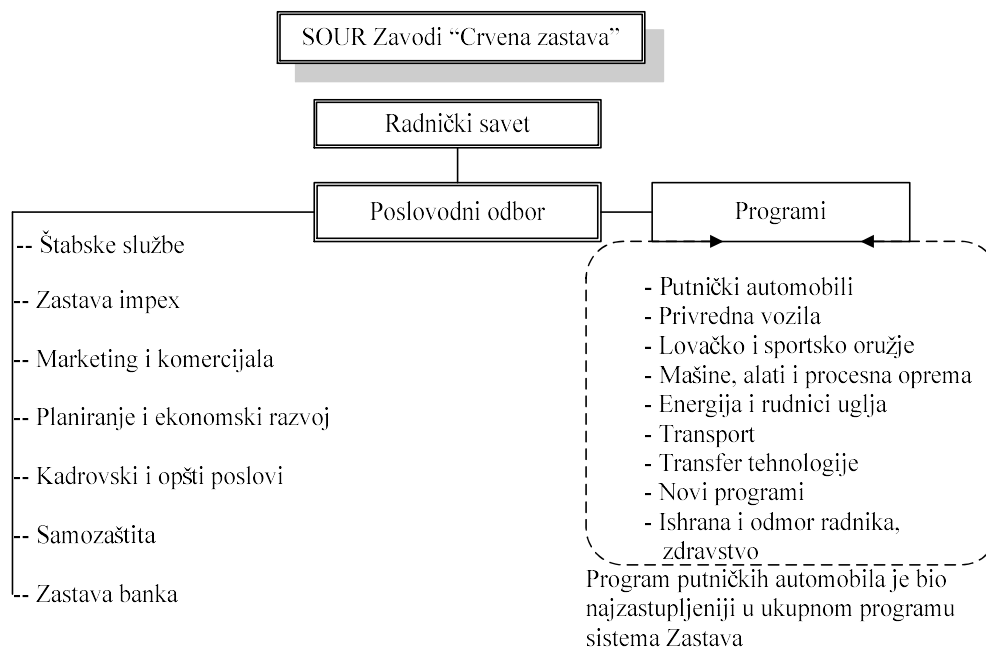 SOUR Zavodi “Crvena zastava”
Radnički savet
Poslovodni odbor
Programi
-- Štabske službe
-- Zastava impex
-- Marketing i komercijala
-- Planiranje i ekonomski razvoj
-- Kadrovski i opšti poslovi
-- Samozaštita
-- Zastava banka
- Putnički automobili
- Privredna vozila
- Lovačko i sportsko oružje
- Mašine, alati i procesna oprema
- Energija i rudnici uglja
- Transport
- Transfer tehnologije
- Novi programi
- Ishrana i odmor radnika,
zdravstvo
Program putničkih automobila je bio
najzastupljeniji u ukupnom programu
sistema Zastava